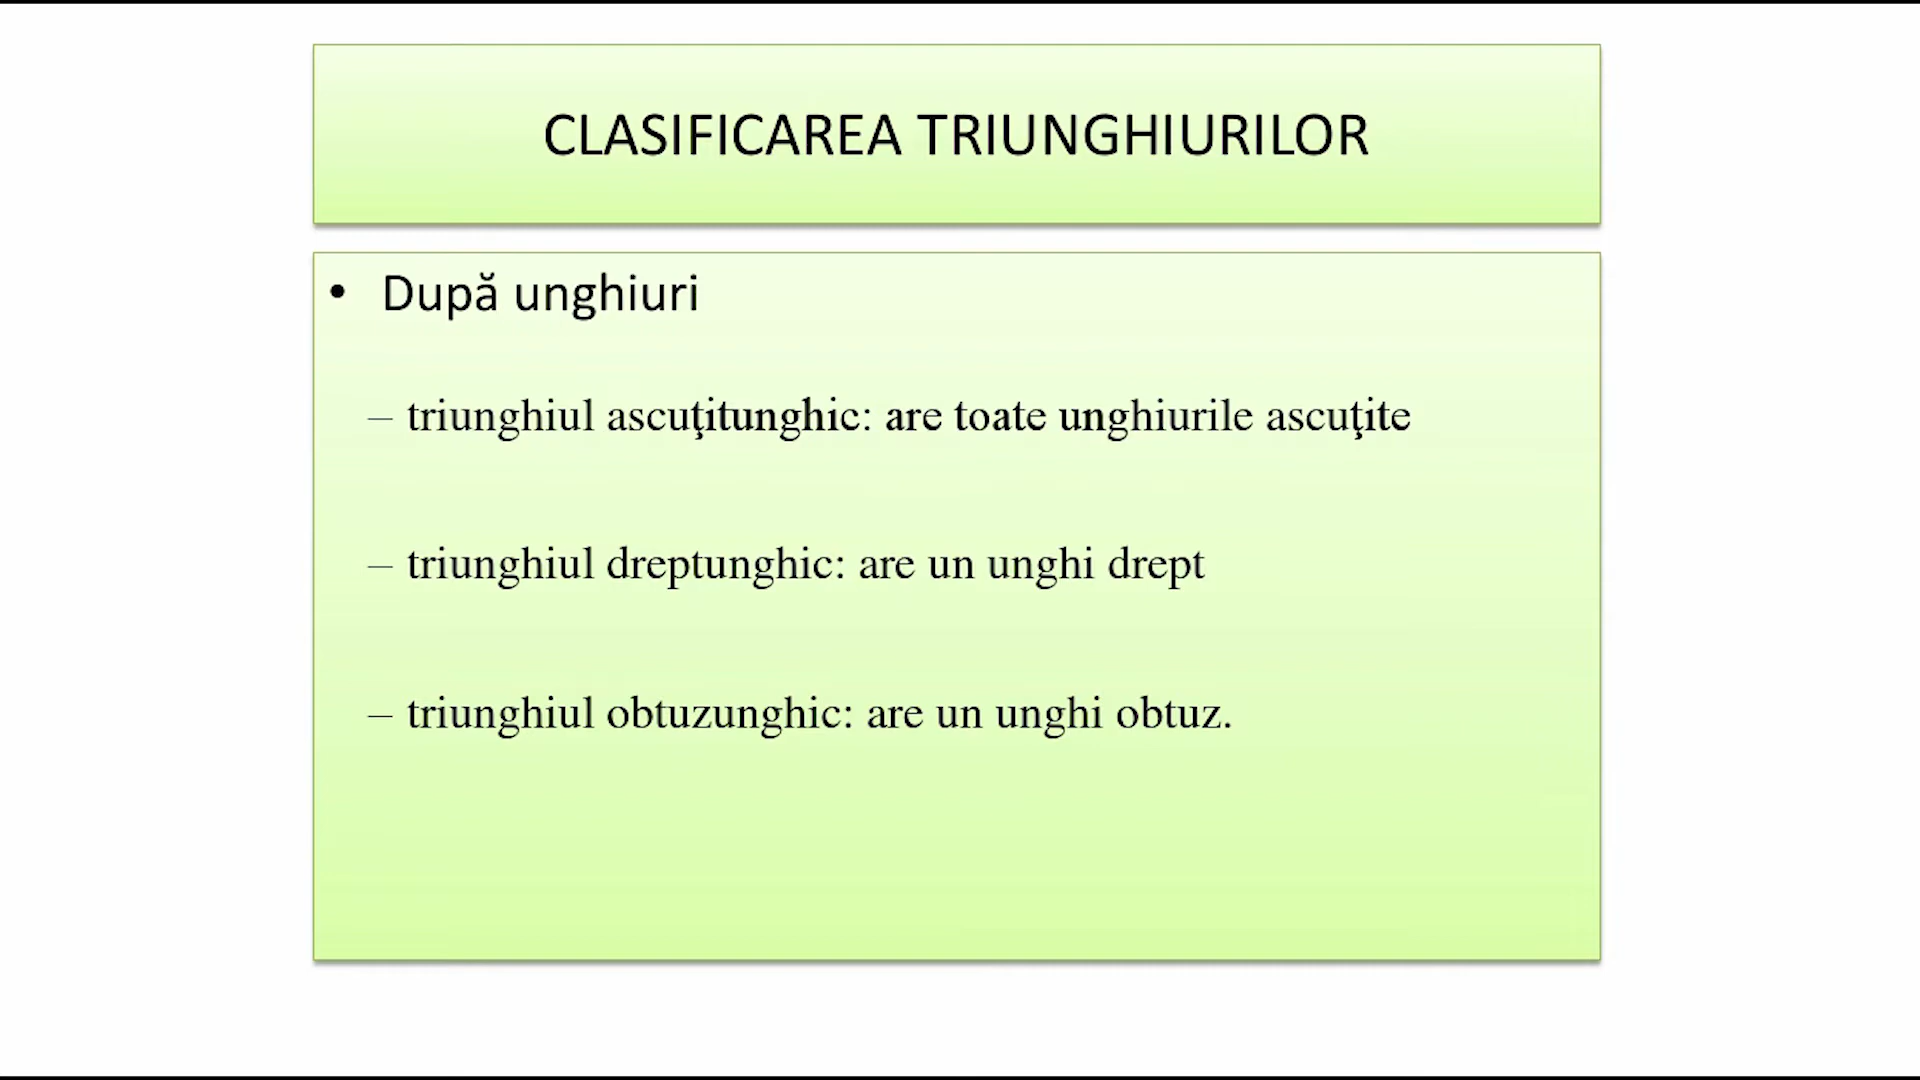 CLASIFICAREA TRIUNGHIURILOR
• După unghiuri
– triunghiul ascuţitunghic: are toate unghiurile ascuţite
– triunghiul dreptunghic: are un unghi drept
– triunghiul obtuzunghic: are un unghi obtuz.